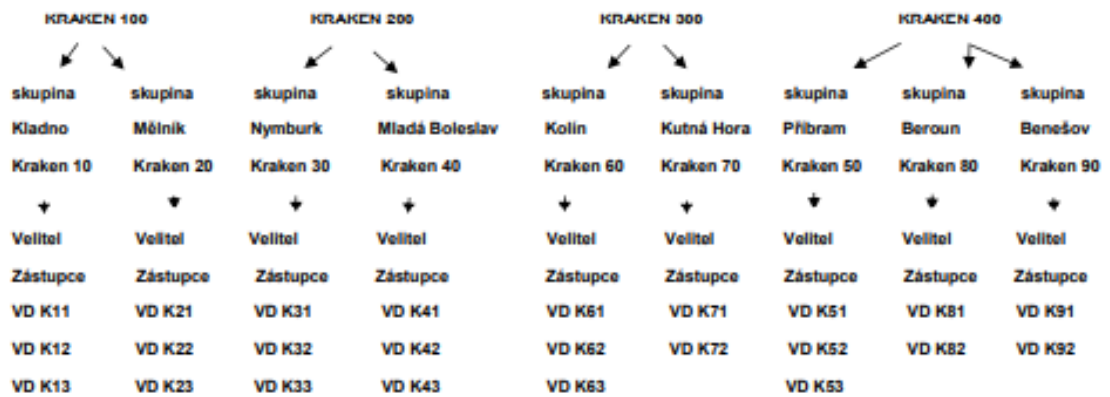 KRAKEN 100 KRAKEN 200 KRAKEN 300 KRAKEN 400
skupina skupina skupina skupina skupina skupina skupina skupina skupina
Kladno Mělník Nymburk Mladá Boleslav Kolín Kutná Hora Příbram Beroun Benešov
Kraken 10 Kraken 20 Kraken 30 Kraken 40 Kraken 60 Kraken 70 Kraken 50 Kraken 80 Kraken 90
Velitel Velitel Velitel Velitel Velitel Velitel Velitel Velitel Velitel
Zástupce Zástupce Zástupce Zástupce Zástupce Zástupce Zástupce Zástupce Zástupce
VD K11 VD K21 VD K31 VD K41 VD K61 VD K71 VD K51 VD K81 VD K91
VD K12 VD K22 VD K32 VD K42 VD K62 VD K72 VD K52 VD K82 VD K92
VD K13 VD K23 VD K33 VD K43 VD K63 VD K53